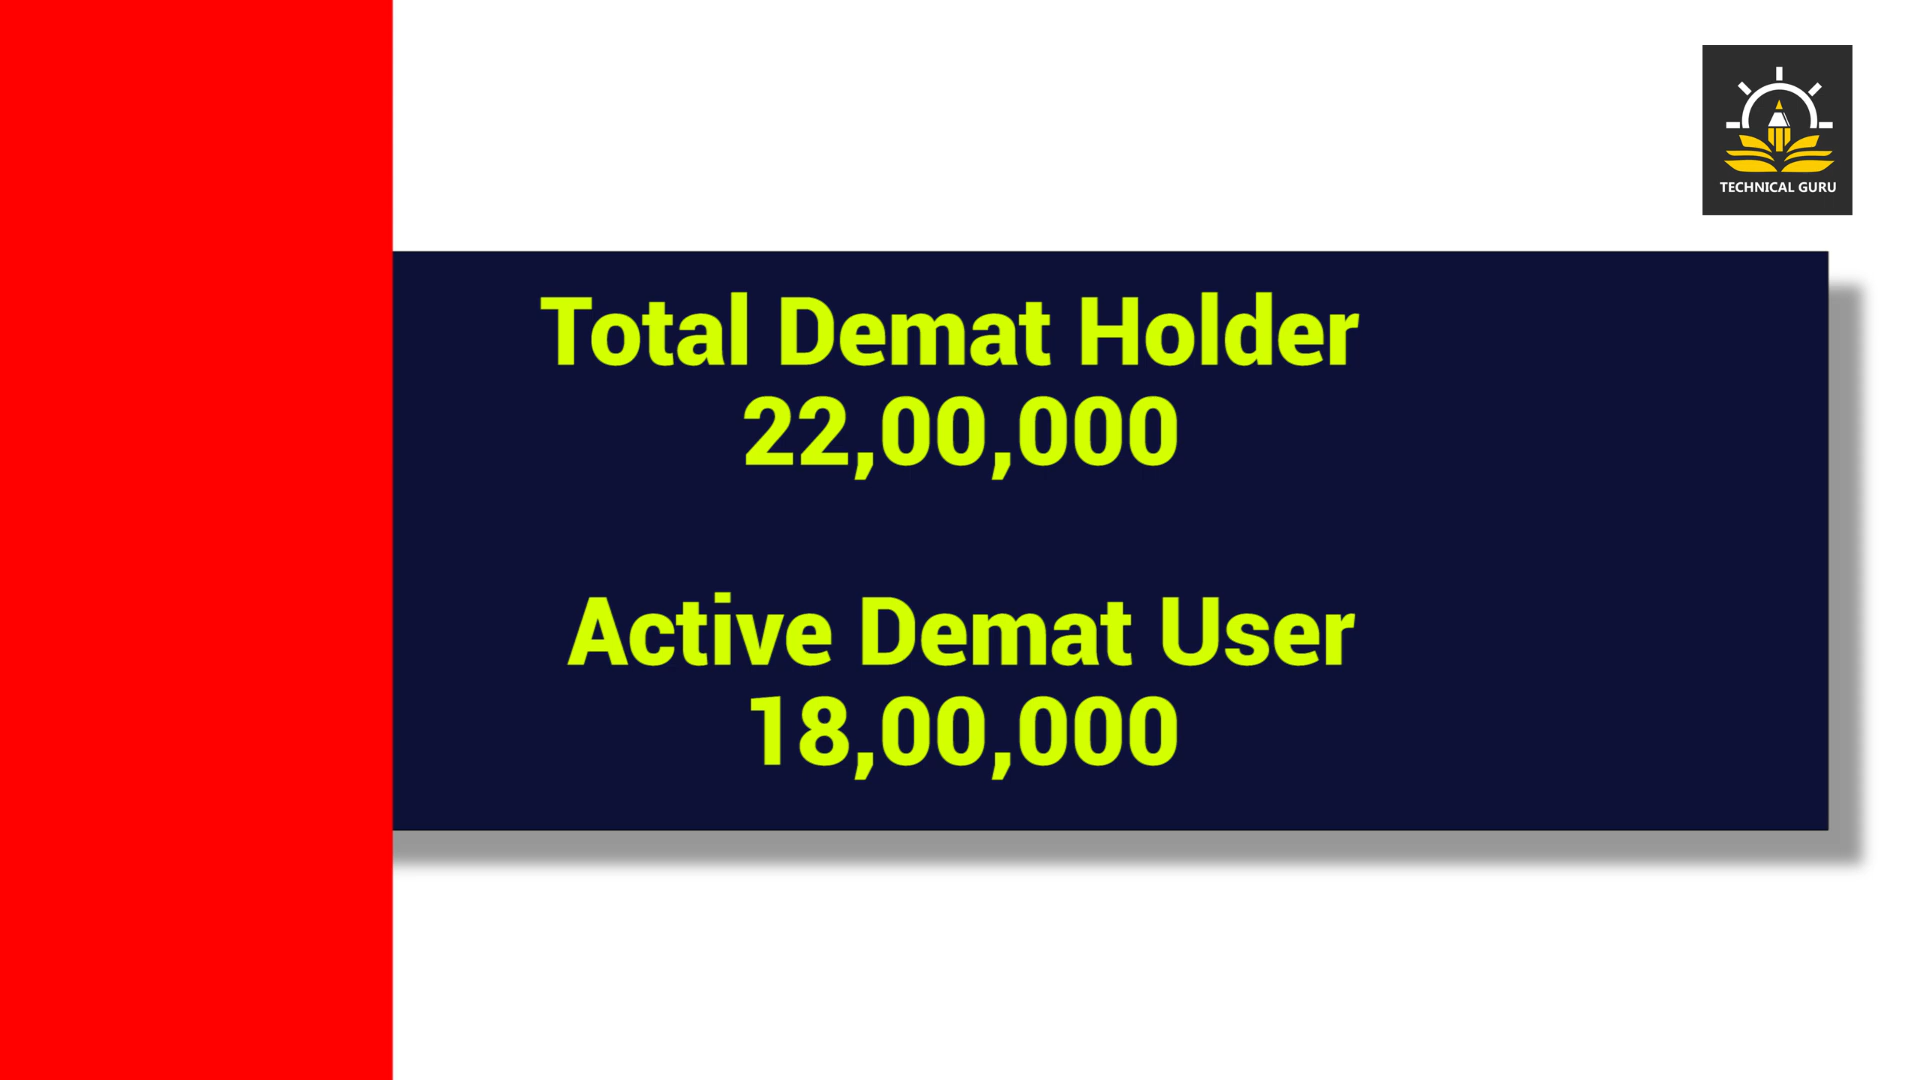 TECHNICAL GURU
Total Demat Holder
22,00,000
Active Demat User
18,00,000